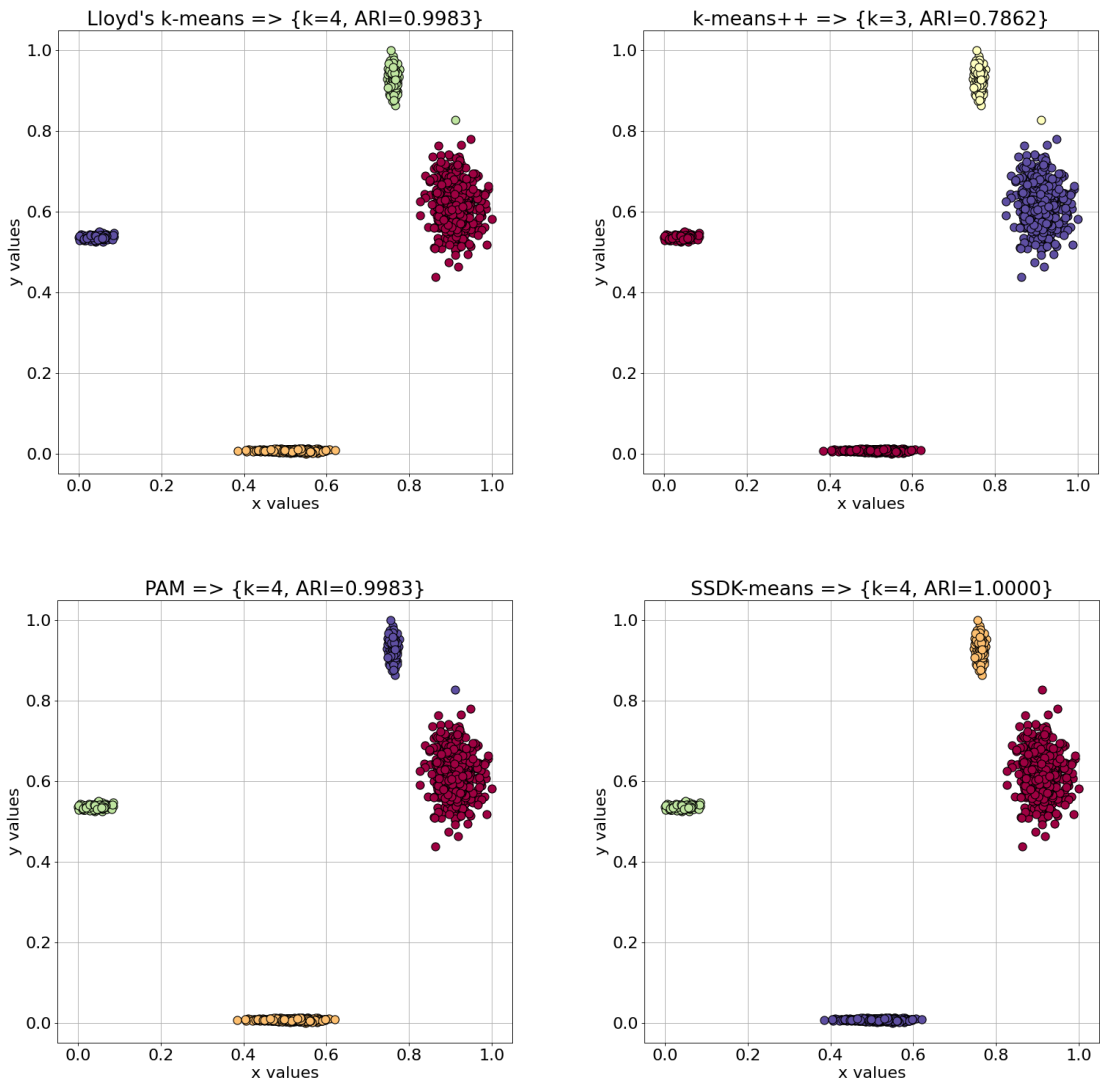 Lloyd's k-means => {k=4, ARI=0.9983}
1.0
0.8
0.6
0.4
0.2
0.0
y values
0.0 0.2 0.4 0.6 0.8 1.0
x values
k-means++ => {k=3, ARI=0.7862}
1.0
0.8
0.6
0.4
0.2
0.0
y values
0.0 0.2 0.4 0.6 0.8 1.0
x values
PAM => {k=4, ARI=0.9983}
1.0
0.8
0.6
0.4
0.2
0.0
y values
0.0 0.2 0.4 0.6 0.8 1.0
x values
SSDK-means => {k=4, ARI=1.0000}
1.0
0.8
0.6
0.4
0.2
0.0
y values
0.0 0.2 0.4 0.6 0.8 1.0
x values